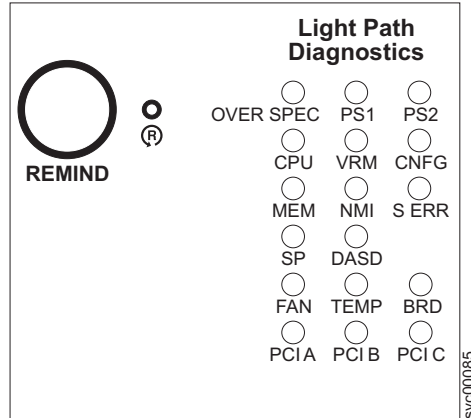 Light Path
Diagnostics
OVER SPEC PS1 PS2
R
REMIND
CPU VRM CNFG
MEM NMI S ERR
SP DASD
FAN TEMP BRD
PCI A PCI B PCI C
svc00085